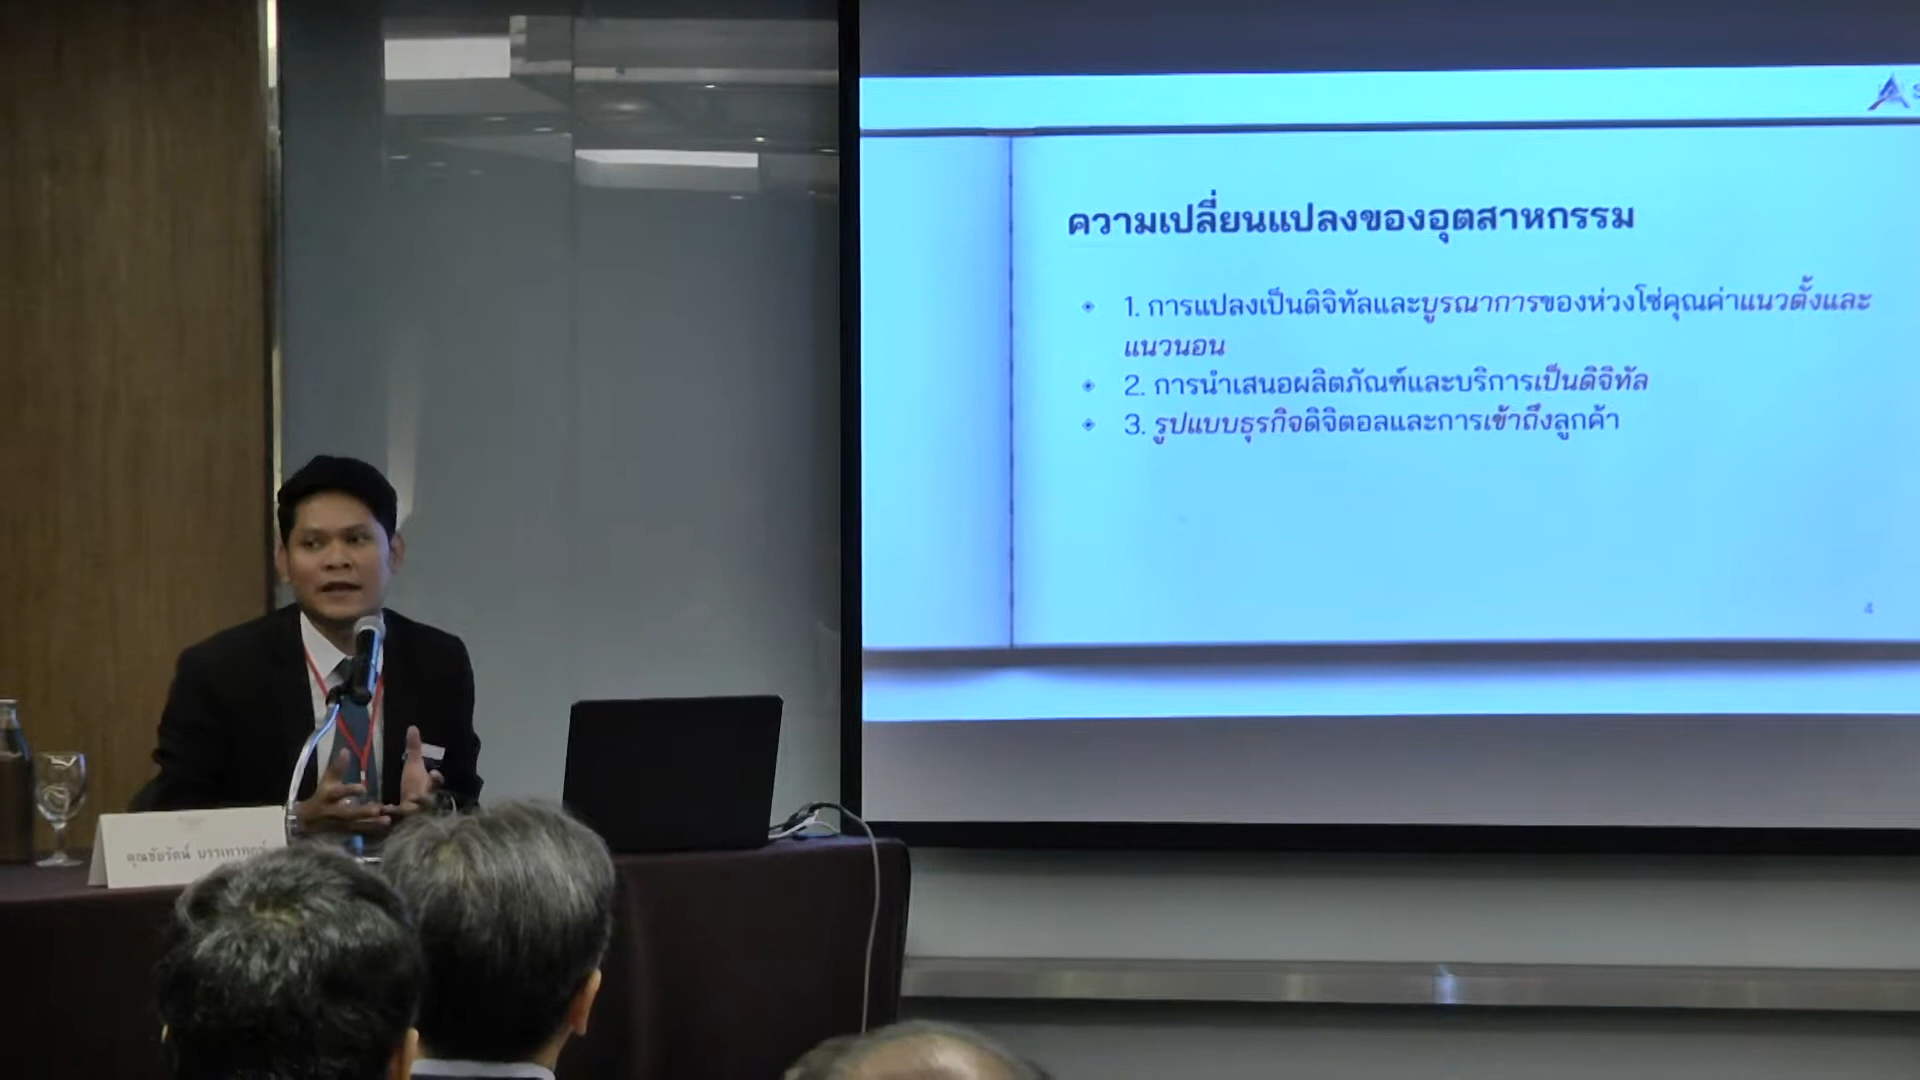 ความเปลี่ยนแปลงของอุตสาหกรรม
1. การแปลงเป็นดิจิทัลและบูรณาการของห่วงโซ่คุณค่าแนวตั้งและ
แนวนอน
2. การนำเสนอผลิตภัณฑ์และบริการเป็นดิจิทัล
3. รูปแบบธุรกิจดิจิตอลและการเข้าถึงลูกค้า
4
คุณชัยรัตน์